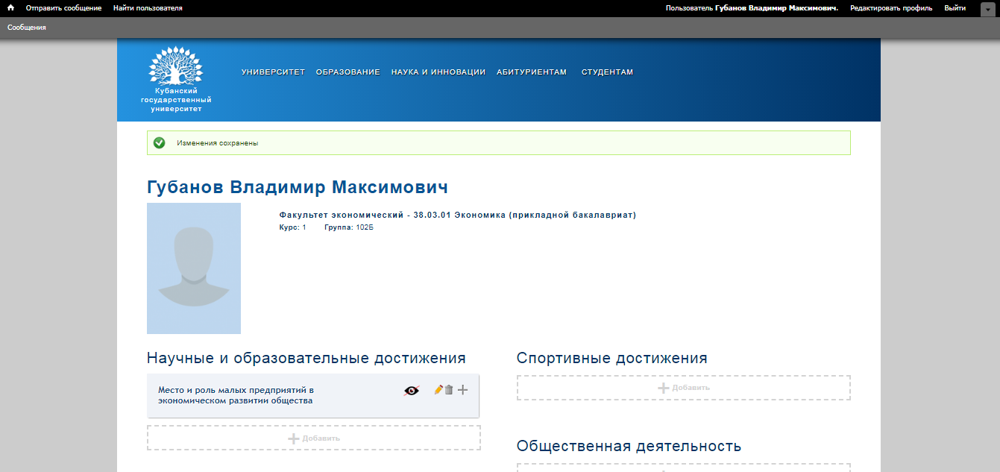 Отправить сообщение Найти пользователя Пользователь Губанов Владимир Максимович. Редактировать профиль Выйти
Сообщения
Кубанский
государственный
университет
УНИВЕРСИТЕТ ОБРАЗОВАНИЕ НАУКА И ИННОВАЦИИ АБИТУРИЕНТАМ СТУДЕНТАМ
Изменения сохранены
Губанов Владимир Максимович
Факультет экономический - 38.03.01 Экономика (прикладной бакалавриат)
Курс: 1 Группа: 102Б
Научные и образовательные достижения
Место и роль малых предприятий в
экономическом развитии общества
Добавить
Спортивные достижения
Добавить
Общественная деятельность